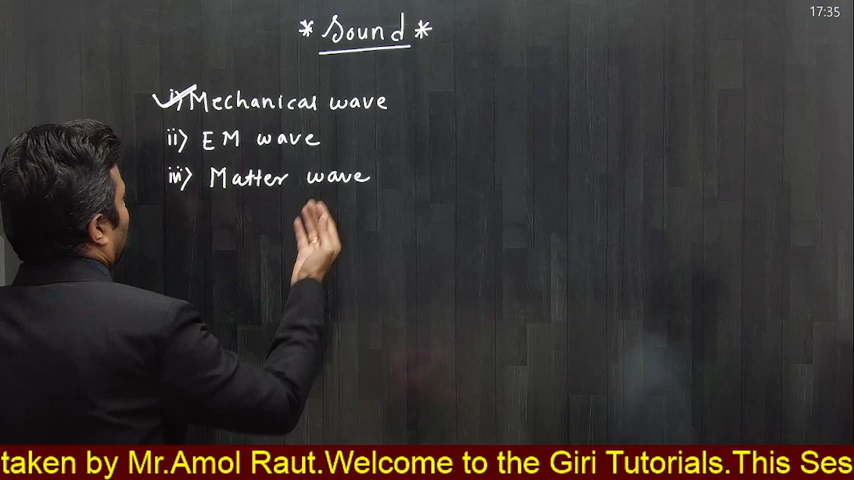 17:35
* Sound *
i) Mechanical wave
ii) EM wave
iii) Matter wave
taken by Mr.Amol Raut.Welcome to the Giri Tutorials.This Ses